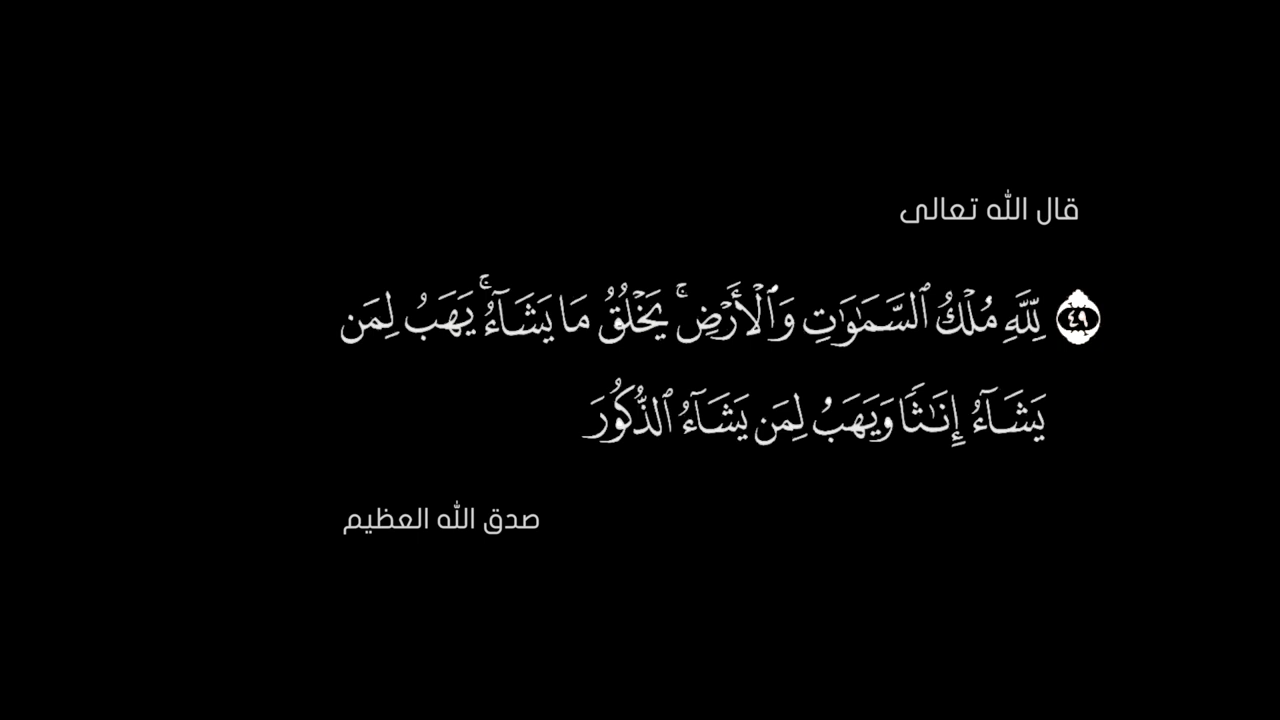 قال الله تعالى
٤٩ لِّلَّهِ مُلْكُ ٱلسَّمَٰوَٰتِ وَٱلْأَرْضِ ۚ يَخْلُقُ مَا يَشَآءُ ۚ يَهَبُ لِمَن
يَشَآءُ إِنَٰثًا وَيَهَبُ لِمَن يَشَآءُ ٱلذُّكُورَ
صدق الله العظيم